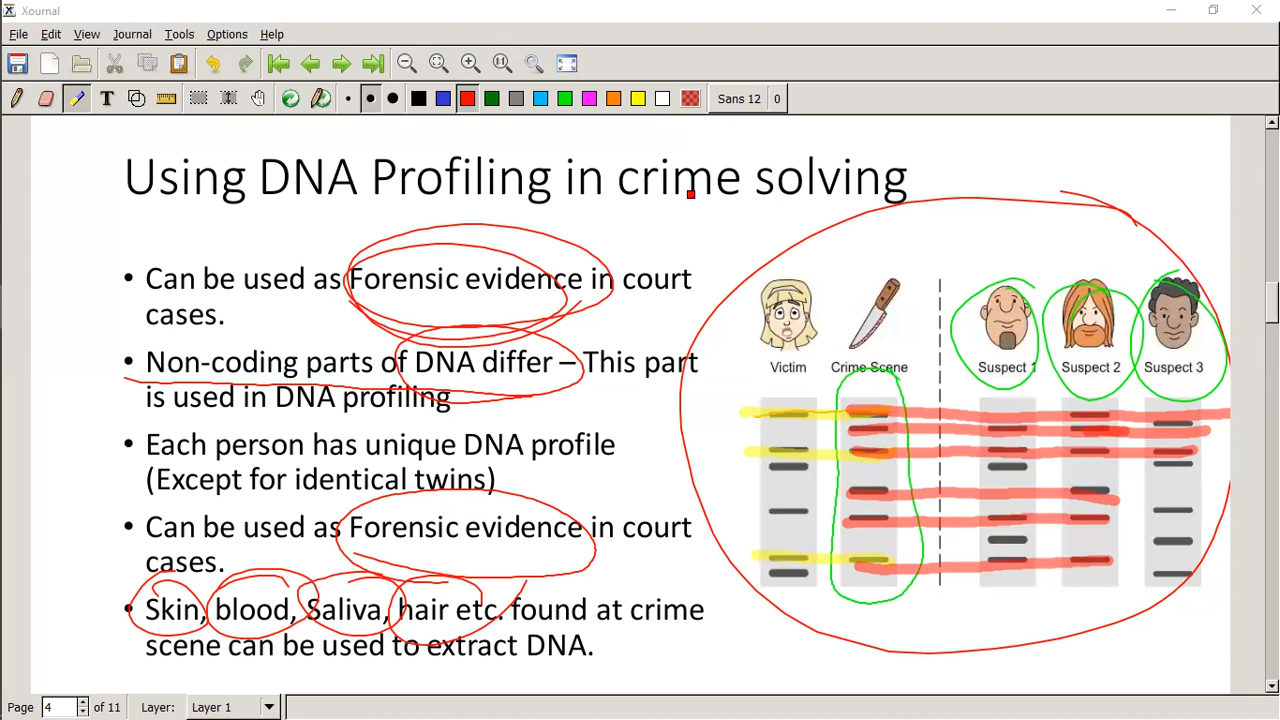 Xournal
File Edit View Journal Tools Options Help
T Sans 12 0
Using DNA Profiling in crime solving
• Can be used as Forensic evidence in court
cases.
• Non-coding parts of DNA differ – This part
is used in DNA profiling
• Each person has unique DNA profile
(Except for identical twins)
• Can be used as Forensic evidence in court
cases.
• Skin, blood, Saliva, hair etc. found at crime
scene can be used to extract DNA.
Victim Crime Scene Suspect 1 Suspect 2 Suspect 3
Page 4 of 11 Layer: Layer 1